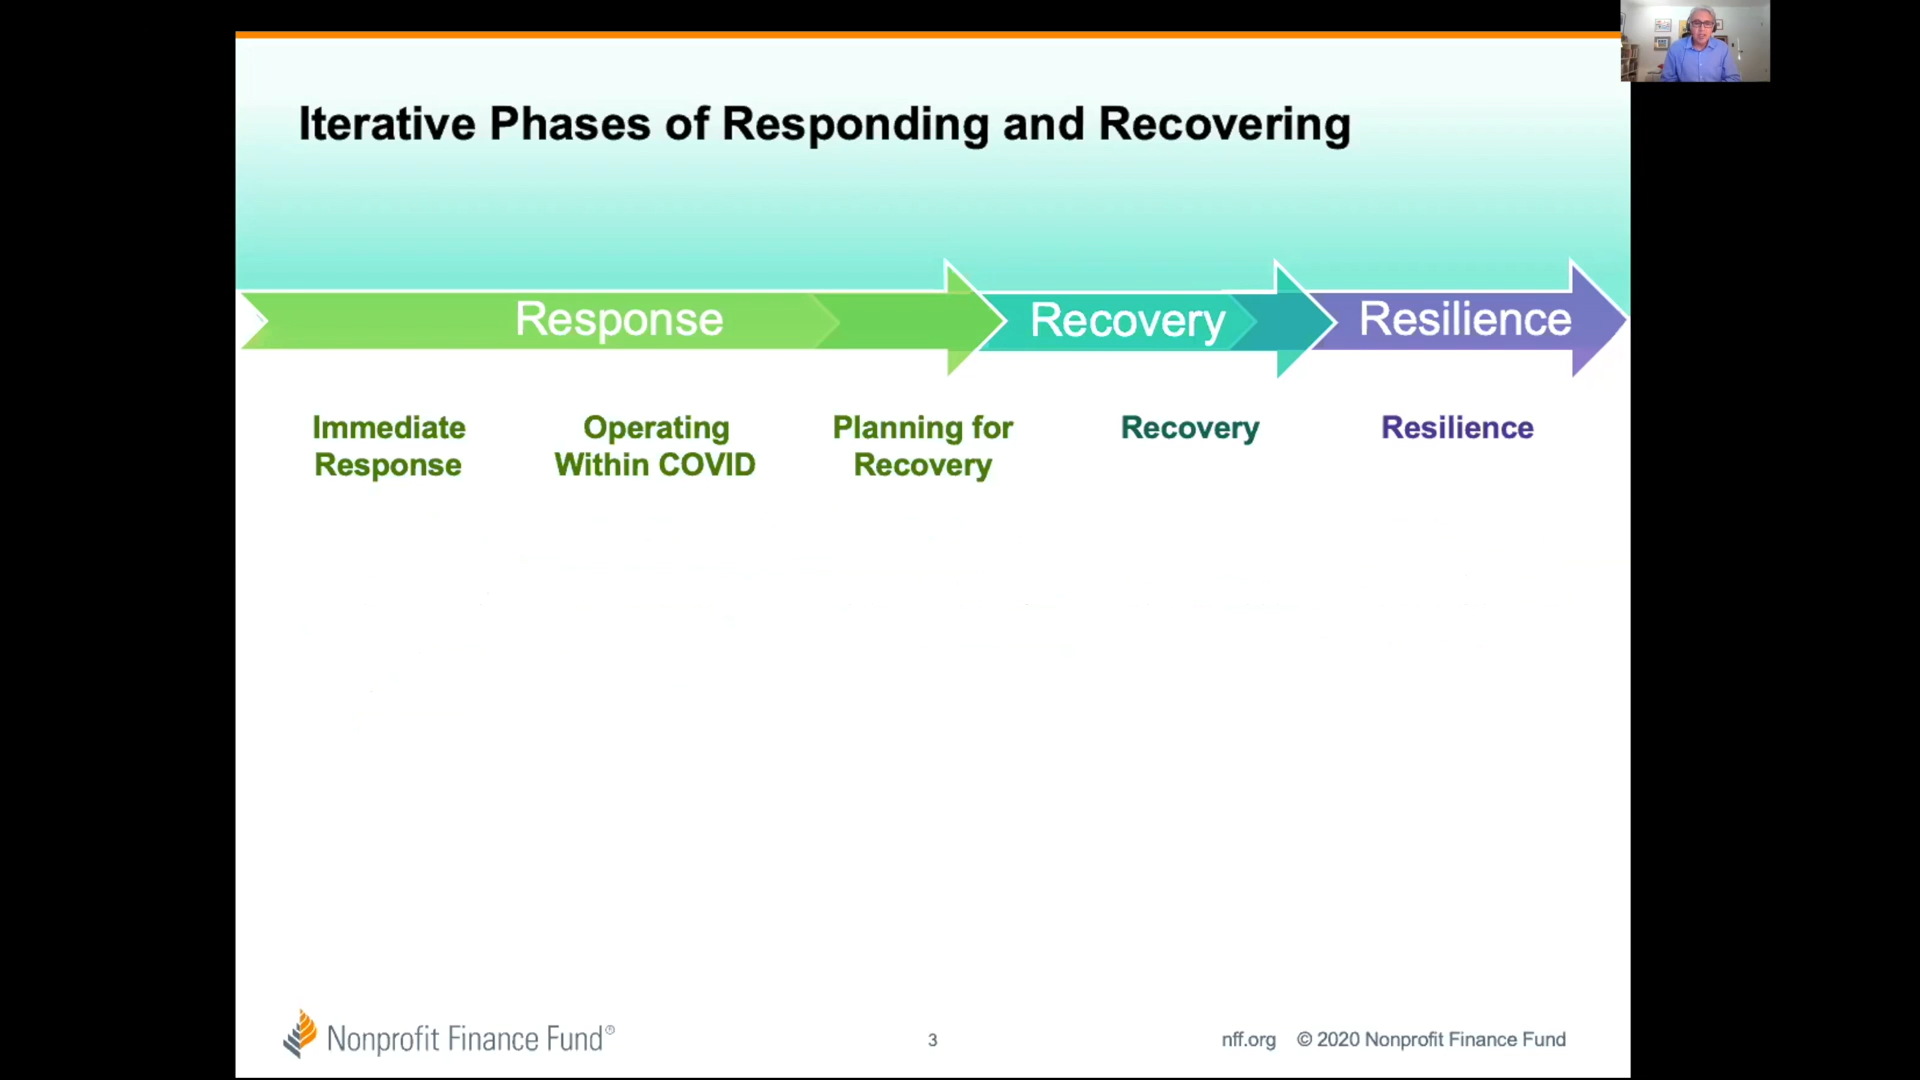 Iterative Phases of Responding and Recovering
Response
Recovery
Resilience
Immediate
Response
Operating
Within COVID
Planning for
Recovery
Recovery
Resilience
Nonprofit Finance Fund®
3
nff.org © 2020 Nonprofit Finance Fund